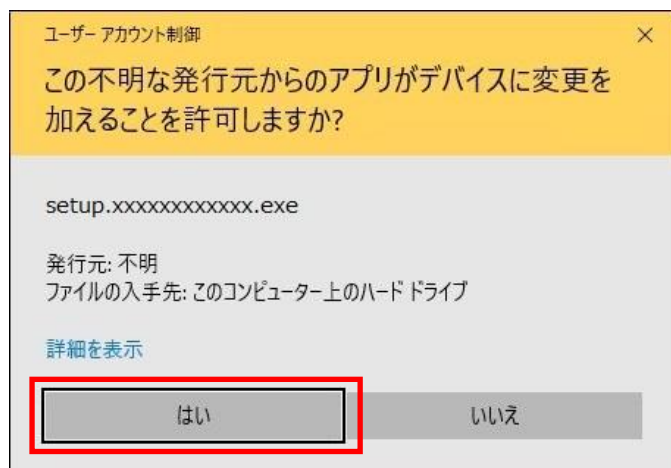 ユーザー アカウント制御
この不明な発行元からのアプリがデバイスに変更を
加えることを許可しますか?
setup.xxxxxxxxxxxx.exe
発行元: 不明
ファイルの入手先: このコンピューター上のハード ドライブ
詳細を表示
はい
いいえ